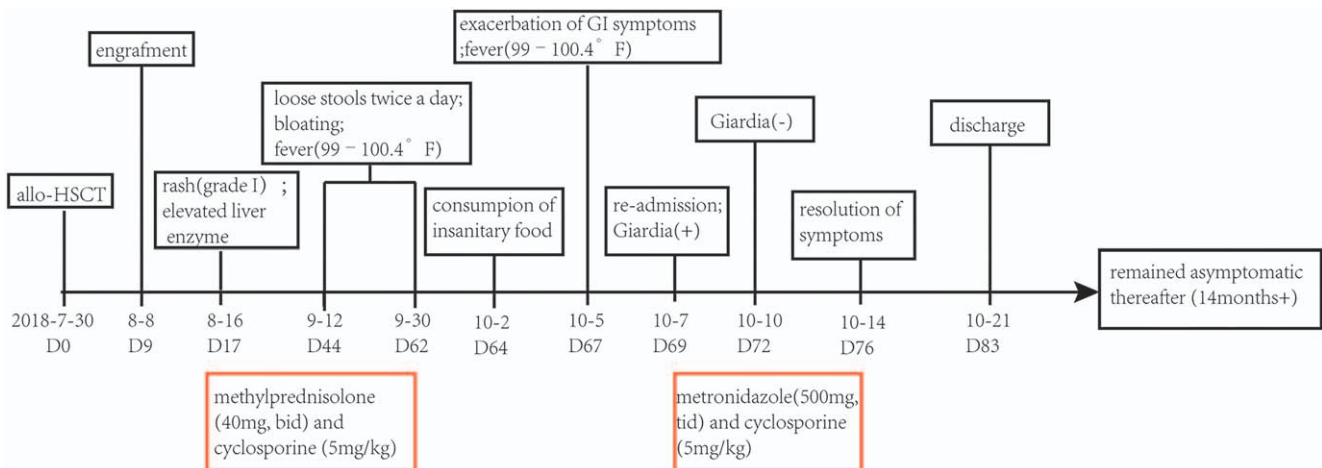 exacerbation of GI symptoms
;fever(99－100.4° F)
engrafment
loose stools twice a day;
bloating;
fever(99－100.4° F)
Giardia(-)
discharge
allo-HSCT
rash(grade I) ;
elevated liver
enzyme
consumpion of
insanitary food
re-admission;
Giardia(+)
resolution of
symptoms
remained asymptomatic
thereafter (14months+)
2018-7-30
D0
8-8
D9
8-16
D17
9-12
D44
9-30
D62
10-2
D64
10-5
D67
10-7
D69
10-10
D72
10-14
D76
10-21
D83
methylprednisolone
(40mg, bid) and
cyclosporine (5mg/kg)
metronidazole(500mg,
tid) and cyclosporine
(5mg/kg)